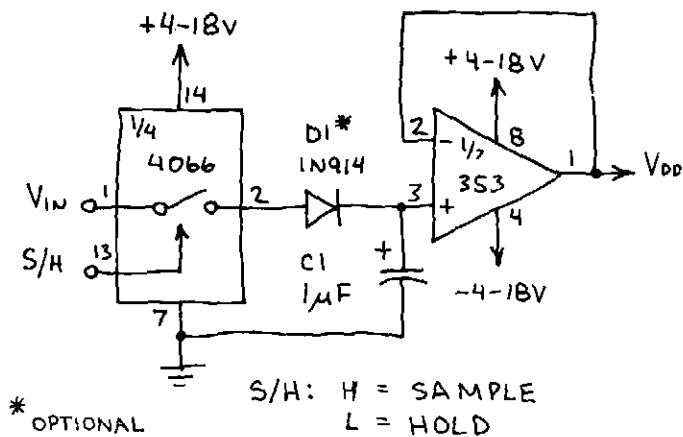 +4-18V
14
1/4
4066
VIN
1
2
S/H
13
7
D1*
1N914
C1
1µF
+
+4-18V
2
-
1/2
8
353
3
+
4
1
VDD
-4-18V
* OPTIONAL
S/H: H = SAMPLE
L = HOLD